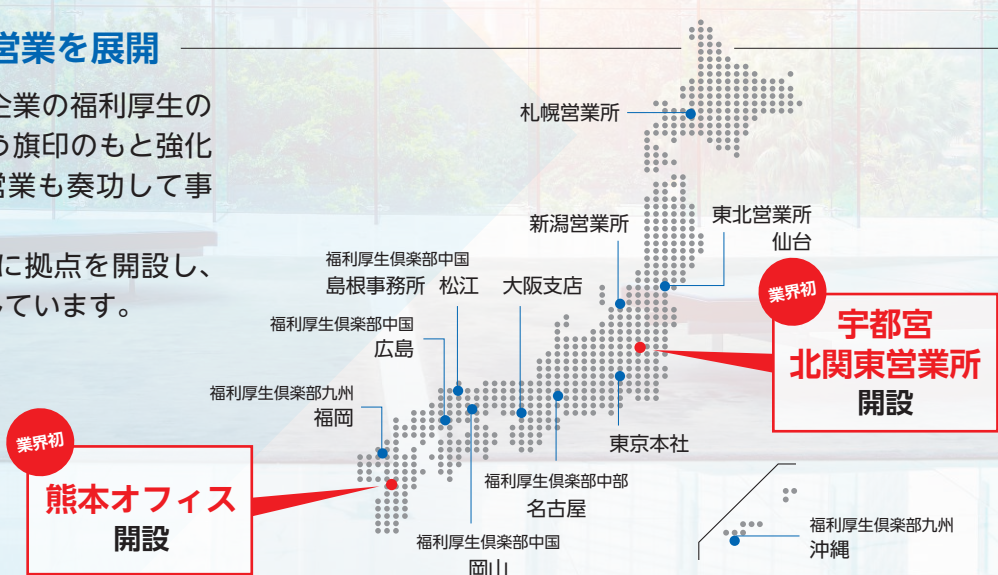 営業を展開
企業の福利厚生の
う旗印のもと強化
営業も奏功して事
に拠点を開設し、
しています。
札幌営業所
新潟営業所
東北営業所
仙台
福利厚生倶楽部中国
島根事務所 松江
大阪支店
福利厚生倶楽部中国
広島
福利厚生倶楽部九州
福岡
業界初
宇都宮
北関東営業所
開設
東京本社
福利厚生倶楽部中部
名古屋
業界初
熊本オフィス
開設
福利厚生倶楽部中国
岡山
福利厚生倶楽部九州
沖縄